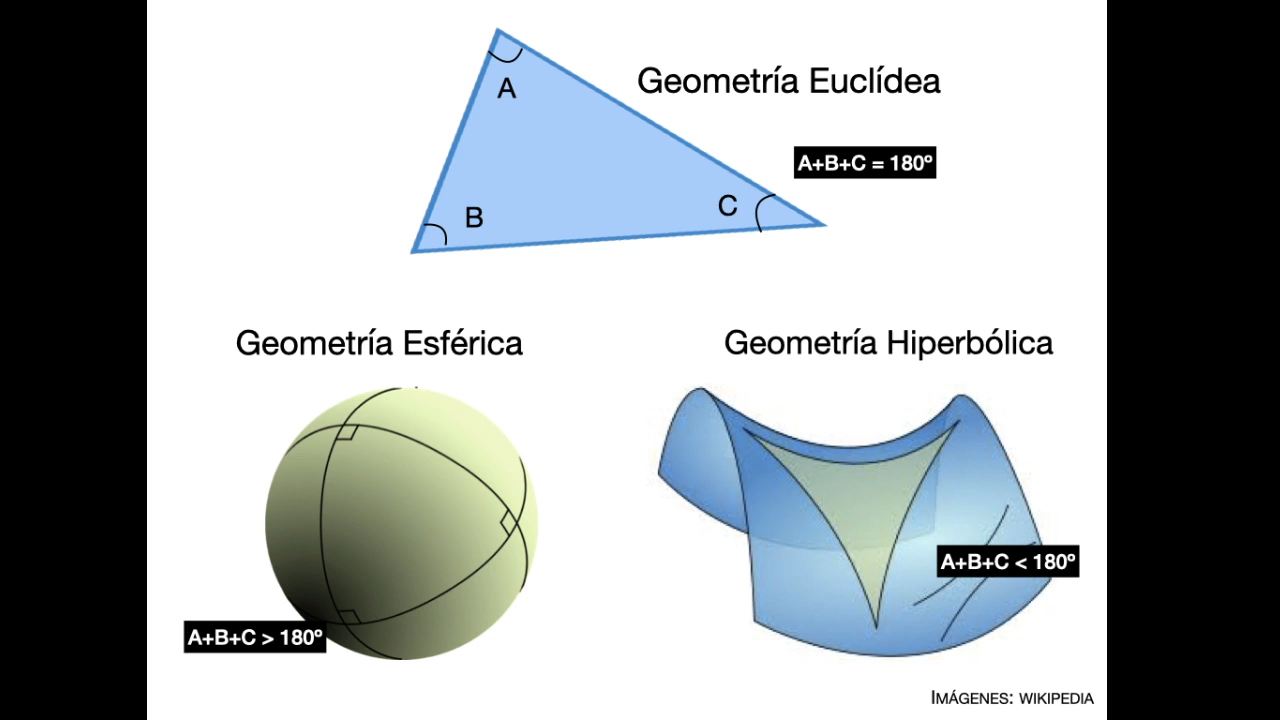 Geometría Euclídea
A
A+B+C = 180º
B
C
Geometría Esférica
Geometría Hiperbólica
A+B+C < 180º
A+B+C > 180º
IMÁGENES: WIKIPEDIA